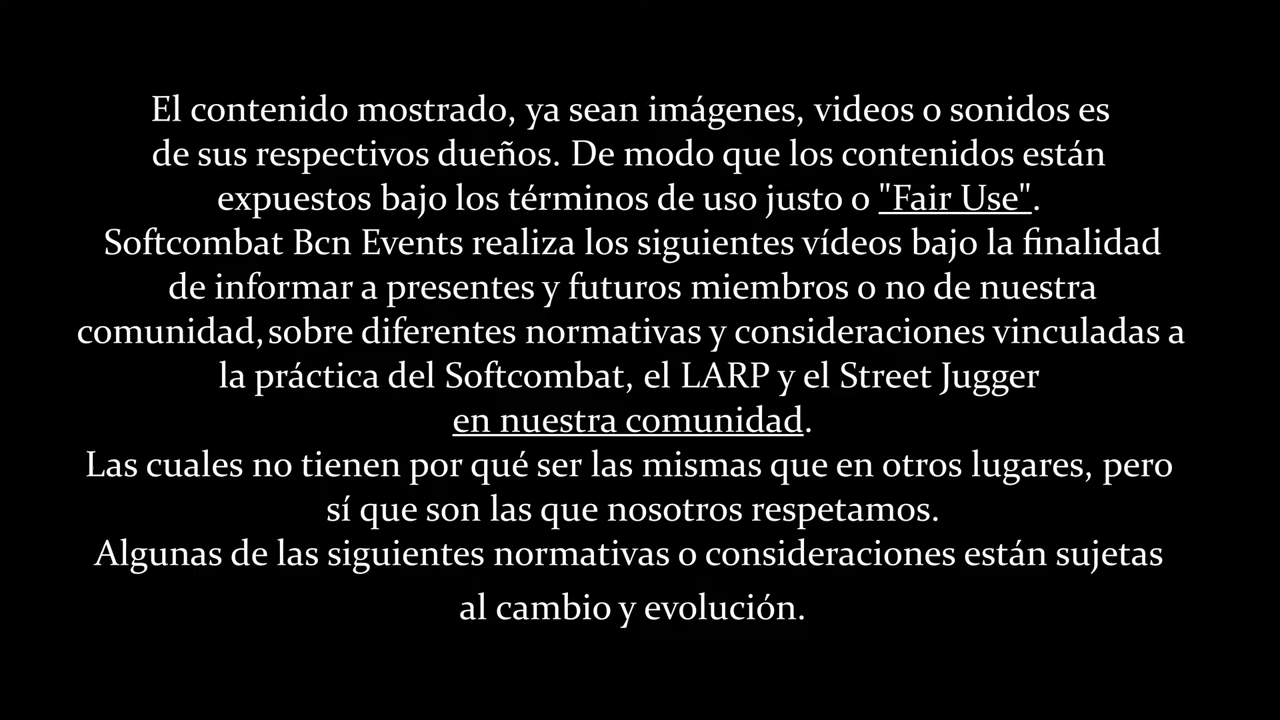 El contenido mostrado, ya sean imágenes, videos o sonidos es
de sus respectivos dueños. De modo que los contenidos están
expuestos bajo los términos de uso justo o "Fair Use".
Softcombat Bcn Events realiza los siguientes vídeos bajo la finalidad
de informar a presentes y futuros miembros o no de nuestra
comunidad, sobre diferentes normativas y consideraciones vinculadas a
la práctica del Softcombat, el LARP y el Street Jugger
en nuestra comunidad.
Las cuales no tienen por qué ser las mismas que en otros lugares, pero
sí que son las que nosotros respetamos.
Algunas de las siguientes normativas o consideraciones están sujetas
al cambio y evolución.